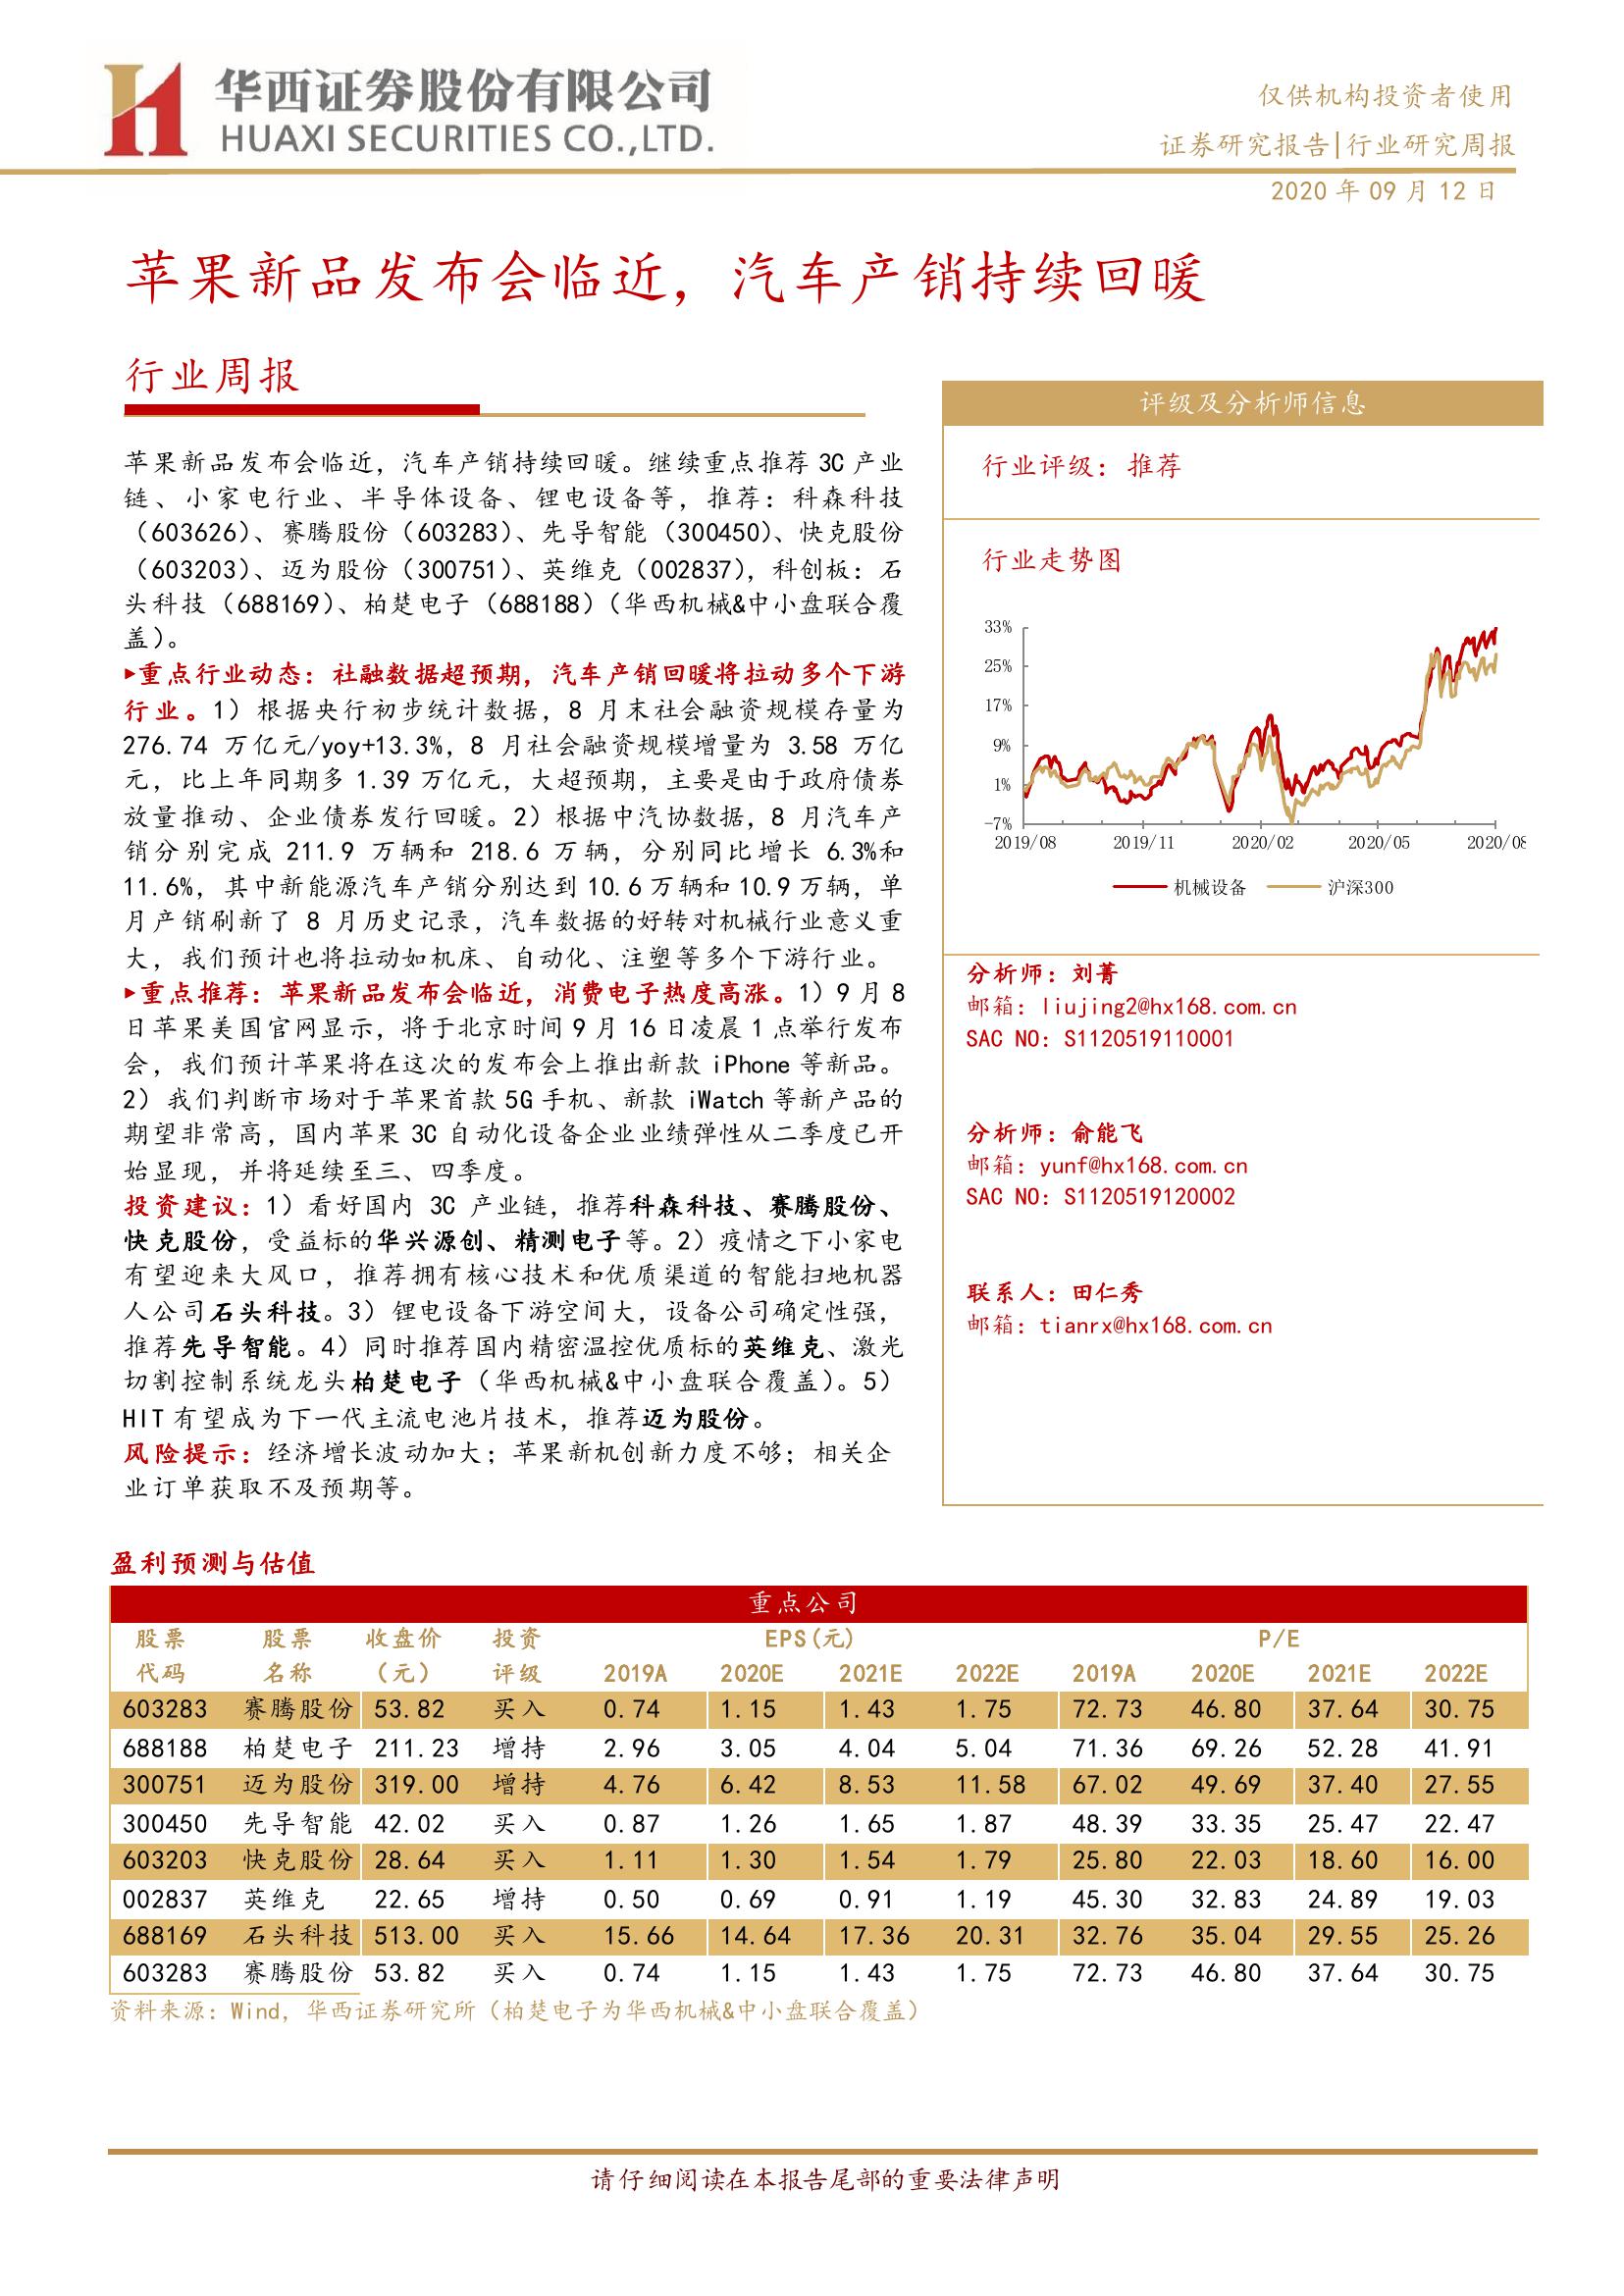 华西证券股份有限公司
HUAXI SECURITIES CO.,LTD.
仅供机构投资者使用
证券研究报告|行业研究周报
2020 年 09 月 12 日
苹果新品发布会临近，汽车产销持续回暖
行业周报
苹果新品发布会临近，汽车产销持续回暖。继续重点推荐 3C 产业
链、小家电行业、半导体设备、锂电设备等，推荐：科森科技
（603626）、赛腾股份（603283）、先导智能（300450）、快克股份
（603203）、迈为股份（300751）、英维克（002837），科创板：石
头科技（688169）、柏楚电子（688188）（华西机械&中小盘联合覆
盖）。
▸重点行业动态：社融数据超预期，汽车产销回暖将拉动多个下游
行业。1）根据央行初步统计数据，8 月末社会融资规模存量为
276.74 万亿元/yoy+13.3%，8 月社会融资规模增量为 3.58 万亿
元，比上年同期多 1.39 万亿元，大超预期，主要是由于政府债券
放量推动、企业债券发行回暖。2）根据中汽协数据，8 月汽车产
销分别完成 211.9 万辆和 218.6 万辆，分别同比增长 6.3%和
11.6%，其中新能源汽车产销分别达到 10.6 万辆和 10.9 万辆，单
月产销刷新了 8 月历史记录，汽车数据的好转对机械行业意义重
大，我们预计也将拉动如机床、自动化、注塑等多个下游行业。
▸重点推荐：苹果新品发布会临近，消费电子热度高涨。1）9 月 8
日苹果美国官网显示，将于北京时间 9 月 16 日凌晨 1 点举行发布
会，我们预计苹果将在这次的发布会上推出新款 iPhone 等新品。
2）我们判断市场对于苹果首款 5G 手机、新款 iWatch 等新产品的
期望非常高，国内苹果 3C 自动化设备企业业绩弹性从二季度已开
始显现，并将延续至三、四季度。
投资建议：1）看好国内 3C 产业链，推荐科森科技、赛腾股份、
快克股份，受益标的华兴源创、精测电子等。2）疫情之下小家电
有望迎来大风口，推荐拥有核心技术和优质渠道的智能扫地机器
人公司石头科技。3）锂电设备下游空间大，设备公司确定性强，
推荐先导智能。4）同时推荐国内精密温控优质标的英维克、激光
切割控制系统龙头柏楚电子（华西机械&中小盘联合覆盖）。5）
HIT 有望成为下一代主流电池片技术，推荐迈为股份。
风险提示：经济增长波动加大；苹果新机创新力度不够；相关企
业订单获取不及预期等。
评级及分析师信息
行业评级：推荐
行业走势图
33%
25%
17%
9%
1%
-7%
2019/08 2019/11 2020/02 2020/05 2020/08
机械设备 沪深300
分析师：刘菁
邮箱：liujing2@hx168.com.cn
SAC NO：S1120519110001
分析师：俞能飞
邮箱：yunf@hx168.com.cn
SAC NO：S1120519120002
联系人：田仁秀
邮箱：tianrx@hx168.com.cn
盈利预测与估值
重点公司
股票 股票 收盘价 投资 EPS(元) P/E
代码 名称 （元） 评级 2019A 2020E 2021E 2022E 2019A 2020E 2021E 2022E
603283 赛腾股份 53.82 买入 0.74 1.15 1.43 1.75 72.73 46.80 37.64 30.75
688188 柏楚电子 211.23 增持 2.96 3.05 4.04 5.04 71.36 69.26 52.28 41.91
300751 迈为股份 319.00 增持 4.76 6.42 8.53 11.58 67.02 49.69 37.40 27.55
300450 先导智能 42.02 买入 0.87 1.26 1.65 1.87 48.39 33.35 25.47 22.47
603203 快克股份 28.64 买入 1.11 1.30 1.54 1.79 25.80 22.03 18.60 16.00
002837 英维克 22.65 增持 0.50 0.69 0.91 1.19 45.30 32.83 24.89 19.03
688169 石头科技 513.00 买入 15.66 14.64 17.36 20.31 32.76 35.04 29.55 25.26
603283 赛腾股份 53.82 买入 0.74 1.15 1.43 1.75 72.73 46.80 37.64 30.75
资料来源：Wind，华西证券研究所（柏楚电子为华西机械&中小盘联合覆盖）
请仔细阅读在本报告尾部的重要法律声明